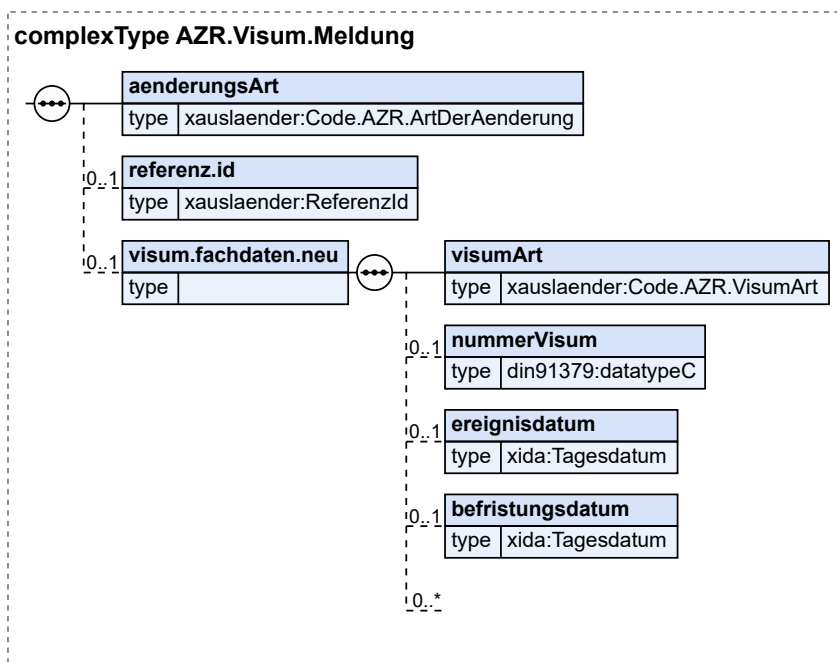 complexType AZR.Visum.Meldung
aenderungsArt
type xauslaender:Code.AZR.ArtDerAenderung
0..1 referenz.id
type xauslaender:ReferenzId
0..1 visum.fachdaten.neu
type
visumArt
type xauslaender:Code.AZR.VisumArt
0..1 nummerVisum
type din91379:datatypeC
0..1 ereignisdatum
type xida:Tagesdatum
0..1 befristungsdatum
type xida:Tagesdatum
0..*